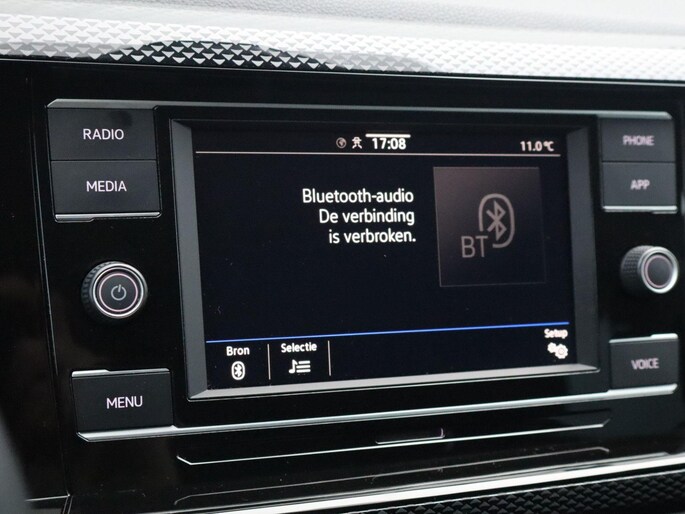 RADIO
MEDIA
MENU
17:08
11.0°C
Bluetooth-audio
De verbinding
is verbroken.
BT
Bron
Selectie
Setup
PHONE
APP
VOICE